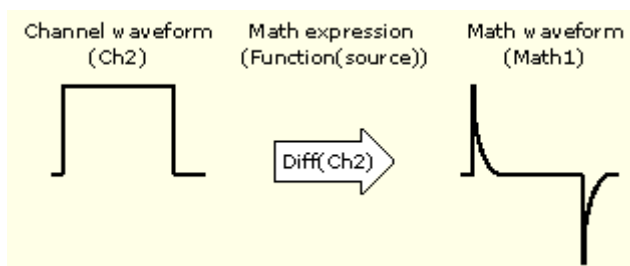 Channel waveform
(Ch2)
Math expression
(Function(source))
Math waveform
(Math1)
Diff(Ch2)